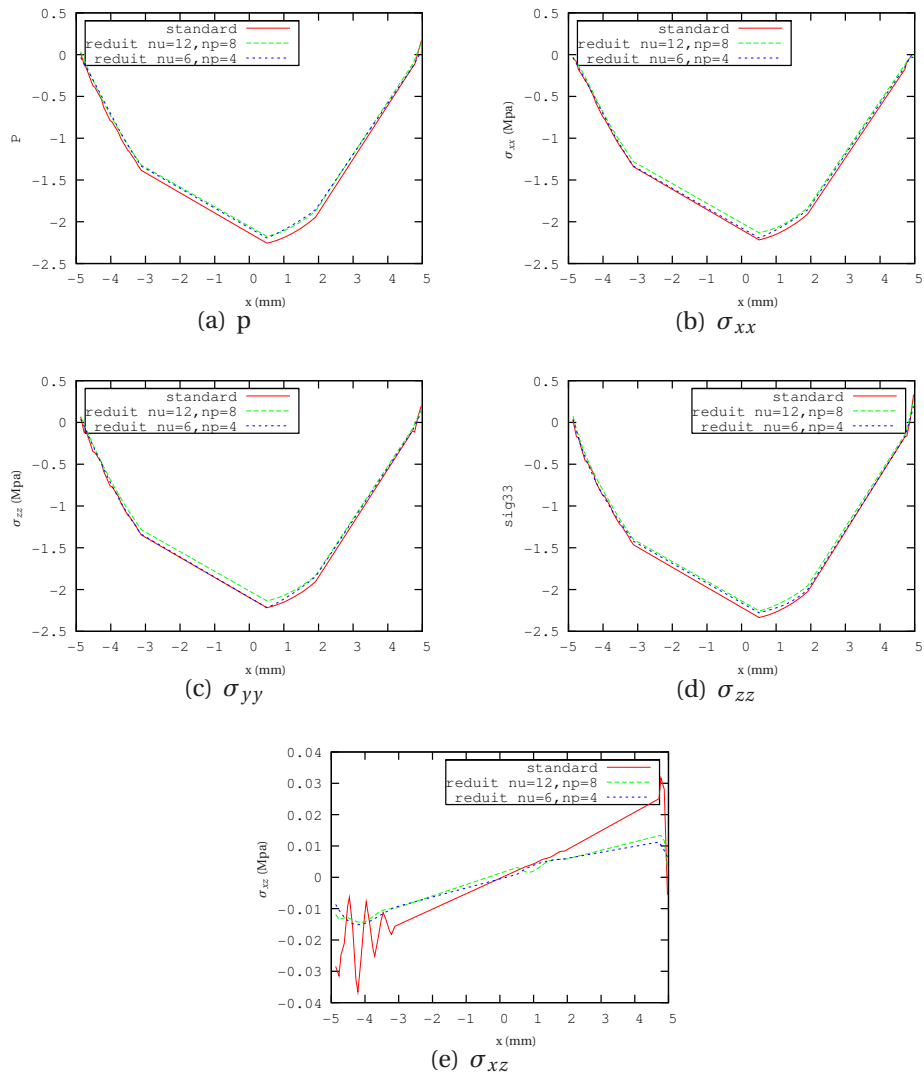 0.5
0
−0.5
−1
−1.5
−2
−2.5
−5 −4 −3 −2 −1 0 1 2 3 4 5
P
x (mm)
standard
reduit nu=12,np=8
reduit nu=6,np=4
(a) p
0.5
0
−0.5
−1
−1.5
−2
−2.5
−5 −4 −3 −2 −1 0 1 2 3 4 5
σxx (Mpa)
x (mm)
standard
reduit nu=12,np=8
reduit nu=6,np=4
(b) σxx
0.5
0
−0.5
−1
−1.5
−2
−2.5
−5 −4 −3 −2 −1 0 1 2 3 4 5
σzz (Mpa)
x (mm)
standard
reduit nu=12,np=8
reduit nu=6,np=4
(c) σyy
0.5
0
−0.5
−1
−1.5
−2
−2.5
−5 −4 −3 −2 −1 0 1 2 3 4 5
sig33
x (mm)
standard
reduit nu=12,np=8
reduit nu=6,np=4
(d) σzz
0.04
0.03
0.02
0.01
0
−0.01
−0.02
−0.03
−0.04
−5 −4 −3 −2 −1 0 1 2 3 4 5
σxz (Mpa)
x (mm)
standard
reduit nu=12,np=8
reduit nu=6,np=4
(e) σxz